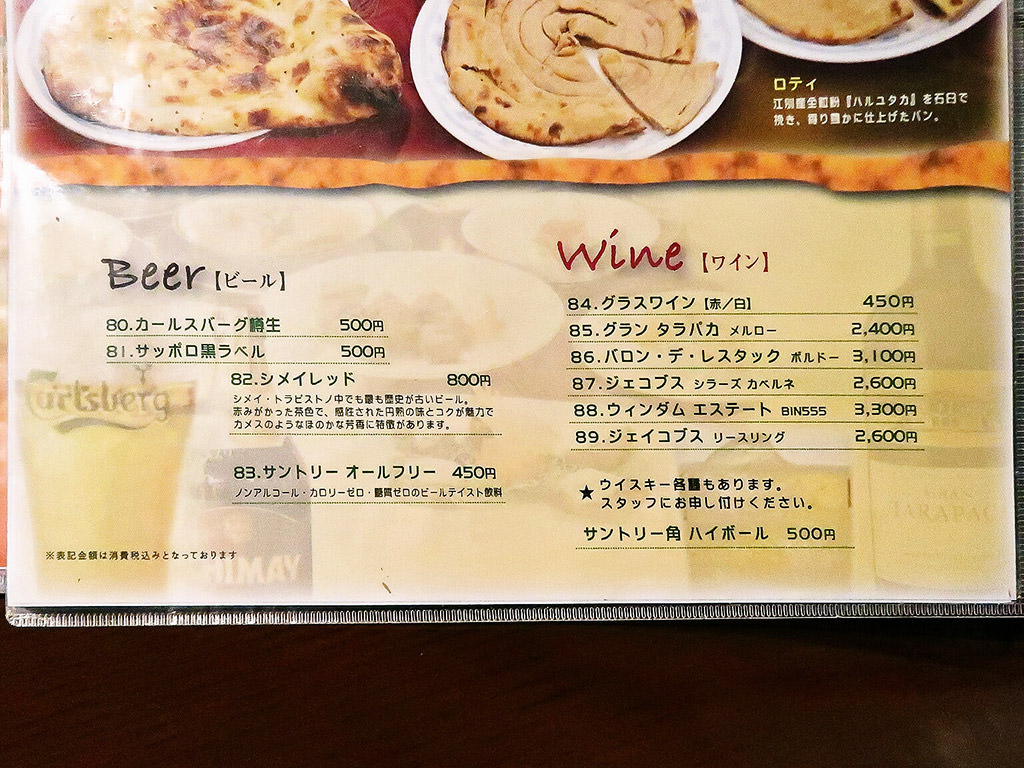 ロティ
江別産全粒粉『ハルユタカ』を石臼で
挽き、香り豊かに仕上げたパン。
Beer【ビール】
80.カールスバーグ樽生 500円
81.サッポロ黒ラベル 500円
82.シメイレッド 800円
シメイ・トラピストノ中でも最も歴史が古いビール。
赤みがかった茶色で、感性された円熟の味とコクが魅力で
カメスのようなほのかな芳香に特徴があります。
83.サントリー オールフリー 450円
ノンアルコール・カロリーゼロ・糖質ゼロのビールテイスト飲料
※表記金額は消費税込みとなっております
Wine【ワイン】
84.グラスワイン【赤/白】 450円
85.グラン タラパカ メルロー 2,400円
86.バロン・デ・レスタック ボルドー 3,100円
87.ジェコブス シラーズ カベルネ 2,600円
88.ウィンダム エステート BIN555 3,300円
89.ジェイコブス リースリング 2,600円
★ウイスキー各種もあります。
スタッフにお申し付けください。
サントリー角 ハイボール 500円
Carlsberg
HIMAY
TARAPAC